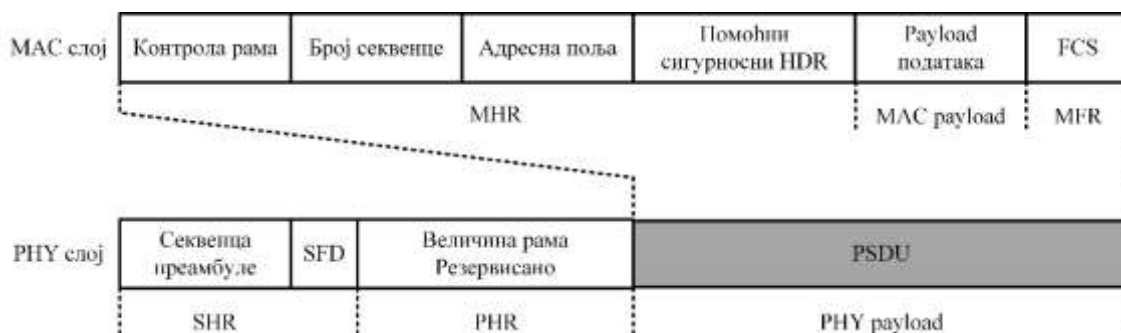 MAC слој
Контрола рама
Број секвенце
Адресна поља
Помоћни
сигурносни HDR
Payload
података
FCS
MHR
MAC payload
MFR
PHY слој
Секвенца
преамбуле
SFD
Величина рама
Резервисано
PSDU
SHR
PHR
PHY payload